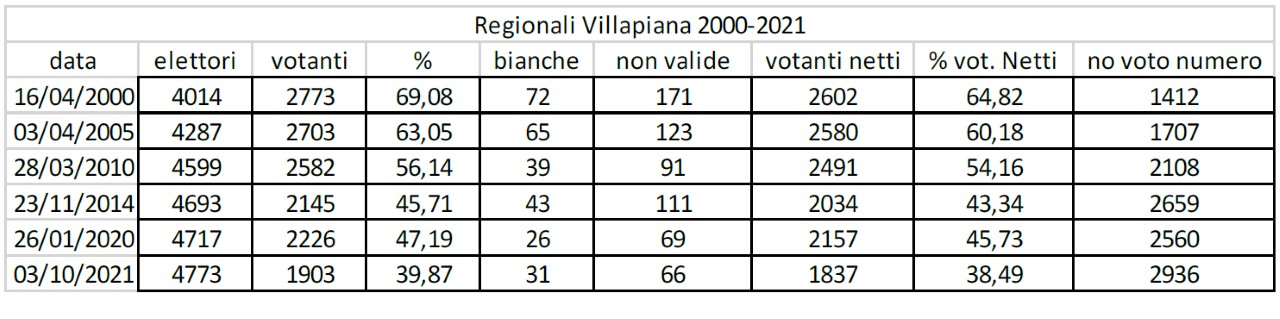 Regionali Villapiana 2000-2021
data elettori votanti % bianche non valide votanti netti % vot. Netti no voto numero
16/04/2000 4014 2773 69,08 72 171 2602 64,82 1412
03/04/2005 4287 2703 63,05 65 123 2580 60,18 1707
28/03/2010 4599 2582 56,14 39 91 2491 54,16 2108
23/11/2014 4693 2145 45,71 43 111 2034 43,34 2659
26/01/2020 4717 2226 47,19 26 69 2157 45,73 2560
03/10/2021 4773 1903 39,87 31 66 1837 38,49 2936